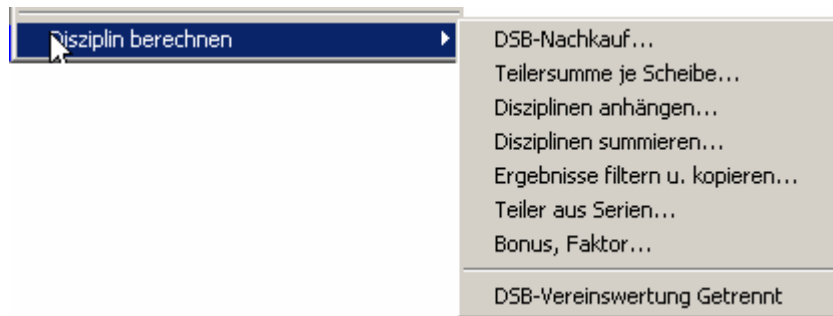 Disziplin berechnen
DSB-Nachkauf...
Teilersumme je Scheibe...
Disziplinen anhängen...
Disziplinen summieren...
Ergebnisse filtern u. kopieren...
Teiler aus Serien...
Bonus, Faktor...
DSB-Vereinswertung Getrennt